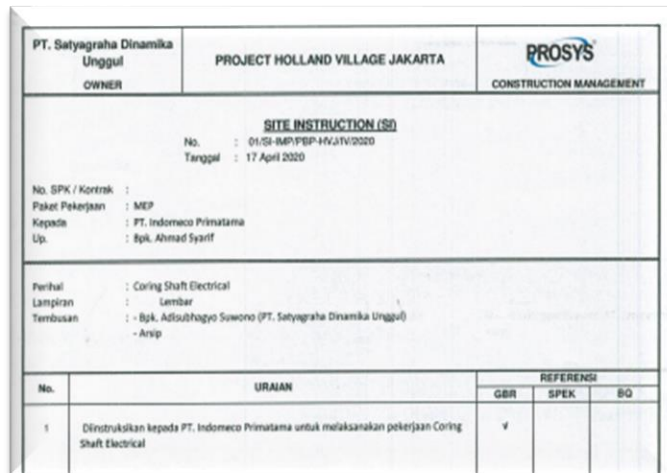 PT. Satyagraha Dinamika
Unggul
OWNER
PROJECT HOLLAND VILLAGE JAKARTA
PROSYS
CONSTRUCTION MANAGEMENT
SITE INSTRUCTION (SI)
No. : 01/SI-IMP/PBP-HVJ/IV/2020
Tanggal : 17 April 2020
No. SPK / Kontrak :
Paket Pekerjaan : MEP
Kepada : PT. Indomeco Primatama
Up. : Bpk. Ahmad Syarif
Perihal : Coring Shaft Electrical
Lampiran : Lembar
Tembusan : - Bpk. Adisubhagyo Suwono (PT. Satyagraha Dinamika Unggul)
- Arsip
No. URAIAN REFERENSI
GBR SPEK BQ
1 Diinstruksikan kepada PT. Indomeco Primatama untuk melaksanakan pekerjaan Coring √
Shaft Electrical